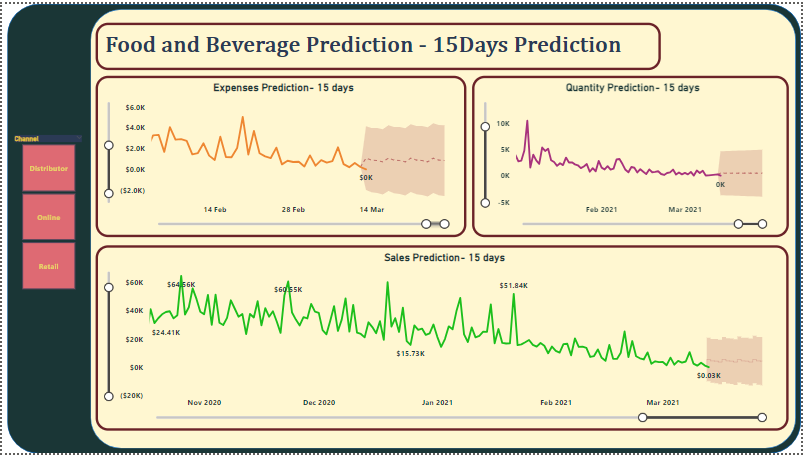 Food and Beverage Prediction - 15Days Prediction
Channel
Distributor
Online
Retail
Expenses Prediction- 15 days
$6.0K
$4.0K
$2.0K
$0.0K
($2.0K)
$0K
14 Feb
28 Feb
14 Mar
Quantity Prediction- 15 days
10K
5K
0K
-5K
0K
Feb 2021
Mar 2021
Sales Prediction- 15 days
$60K
$40K
$20K
$0K
($20K)
$64.56K
$60.55K
$51.84K
$24.41K
$15.73K
$0.03K
Nov 2020
Dec 2020
Jan 2021
Feb 2021
Mar 2021